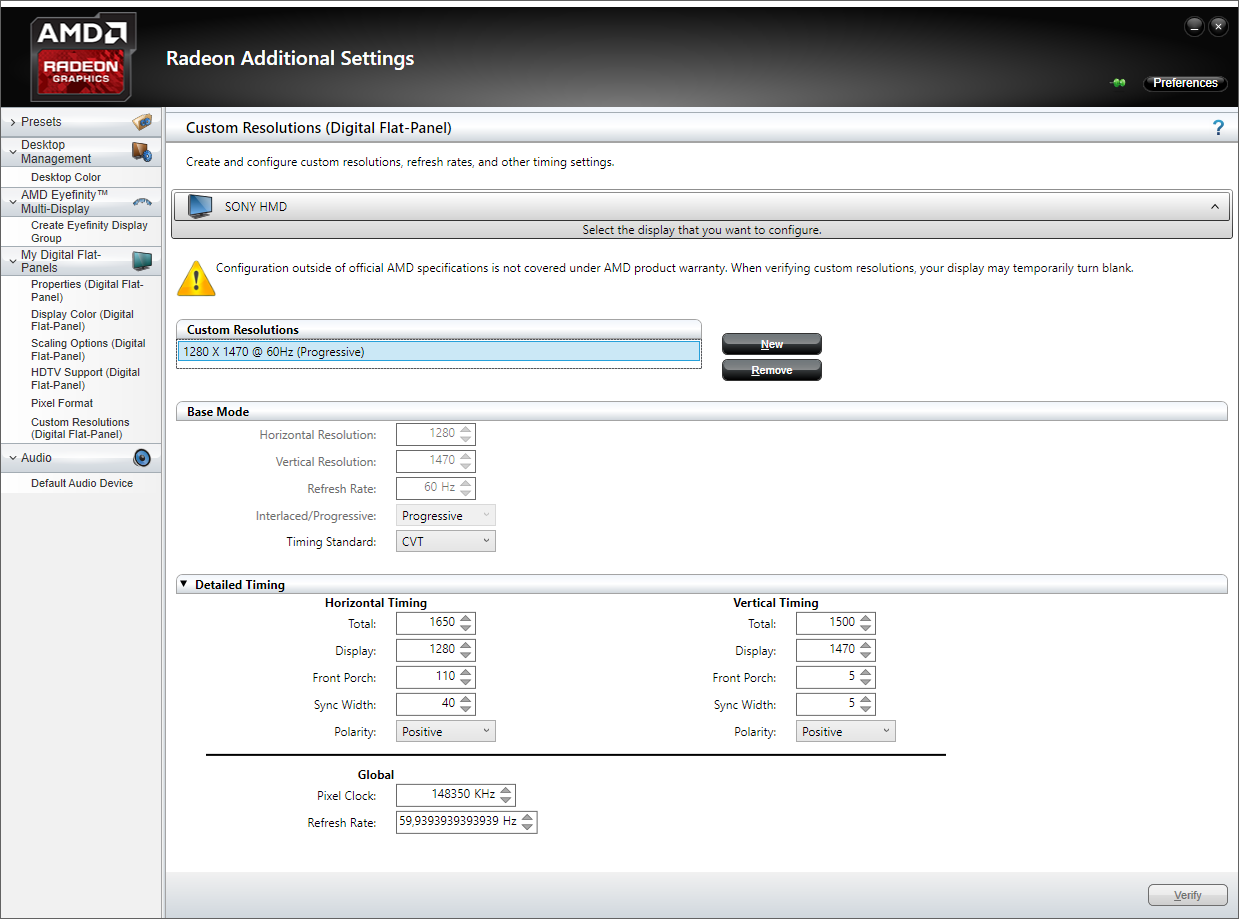 AMD
RADEON
GRAPHICS
Radeon Additional Settings
Preferences
Presets
Desktop
Management
Desktop Color
AMD Eyefinity™
Multi-Display
Create Eyefinity Display
Group
My Digital Flat-
Panels
Properties (Digital Flat-
Panel)
Display Color (Digital
Flat-Panel)
Scaling Options (Digital
Flat-Panel)
HDTV Support (Digital
Flat-Panel)
Pixel Format
Custom Resolutions
(Digital Flat-Panel)
Audio
Default Audio Device
Custom Resolutions (Digital Flat-Panel)
?
Create and configure custom resolutions, refresh rates, and other timing settings.
SONY HMD
Select the display that you want to configure.
Configuration outside of official AMD specifications is not covered under AMD product warranty. When verifying custom resolutions, your display may temporarily turn blank.
Custom Resolutions
1280 X 1470 @ 60Hz (Progressive)
New
Remove
Base Mode
Horizontal Resolution: 1280
Vertical Resolution: 1470
Refresh Rate: 60 Hz
Interlaced/Progressive: Progressive
Timing Standard: CVT
Detailed Timing
Horizontal Timing
Total: 1650
Display: 1280
Front Porch: 110
Sync Width: 40
Polarity: Positive
Vertical Timing
Total: 1500
Display: 1470
Front Porch: 5
Sync Width: 5
Polarity: Positive
Global
Pixel Clock: 148350 KHz
Refresh Rate: 59,9393939393939 Hz
Verify